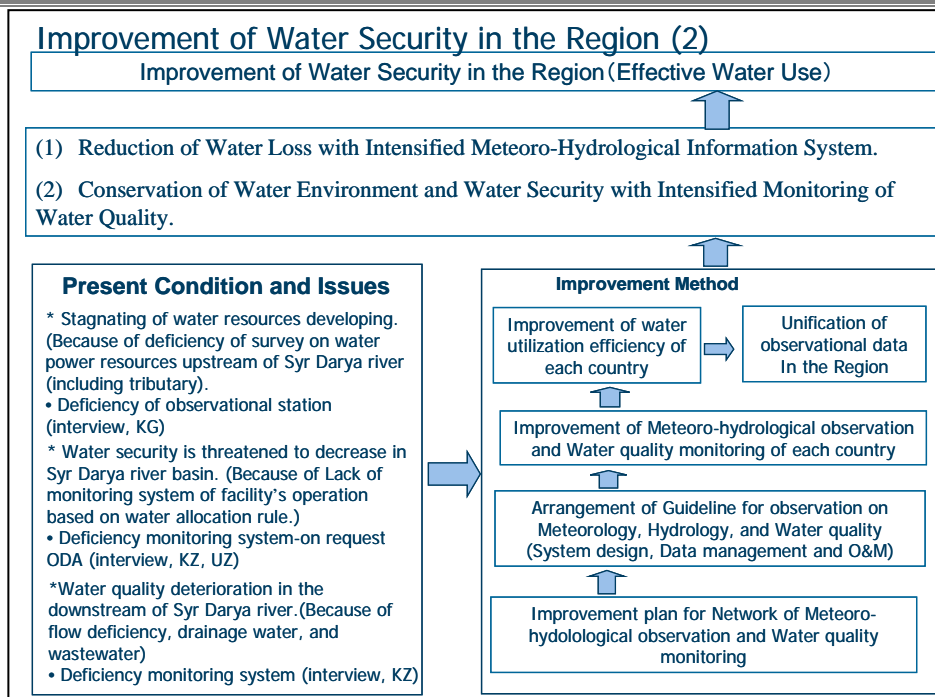 Improvement of Water Security in the Region (2)
Improvement of Water Security in the Region（Effective Water Use）
(1) Reduction of Water Loss with Intensified Meteoro-Hydrological Information System.
(2) Conservation of Water Environment and Water Security with Intensified Monitoring of
Water Quality.
Present Condition and Issues
* Stagnating of water resources developing.
(Because of deficiency of survey on water
power resources upstream of Syr Darya river
(including tributary).
• Deficiency of observational station
(interview, KG)
* Water security is threatened to decrease in
Syr Darya river basin. (Because of Lack of
monitoring system of facility's operation
based on water allocation rule.)
• Deficiency monitoring system-on request
ODA (interview, KZ, UZ)
*Water quality deterioration in the
downstream of Syr Darya river.(Because of
flow deficiency, drainage water, and
wastewater)
• Deficiency monitoring system (interview, KZ)
Improvement Method
Improvement of water
utilization efficiency of
each country
Unification of
observational data
In the Region
Improvement of Meteoro-hydrological observation
and Water quality monitoring of each country
Arrangement of Guideline for observation on
Meteorology, Hydrology, and Water quality
(System design, Data management and O&M)
Improvement plan for Network of Meteoro-
hydolological observation and Water quality
monitoring